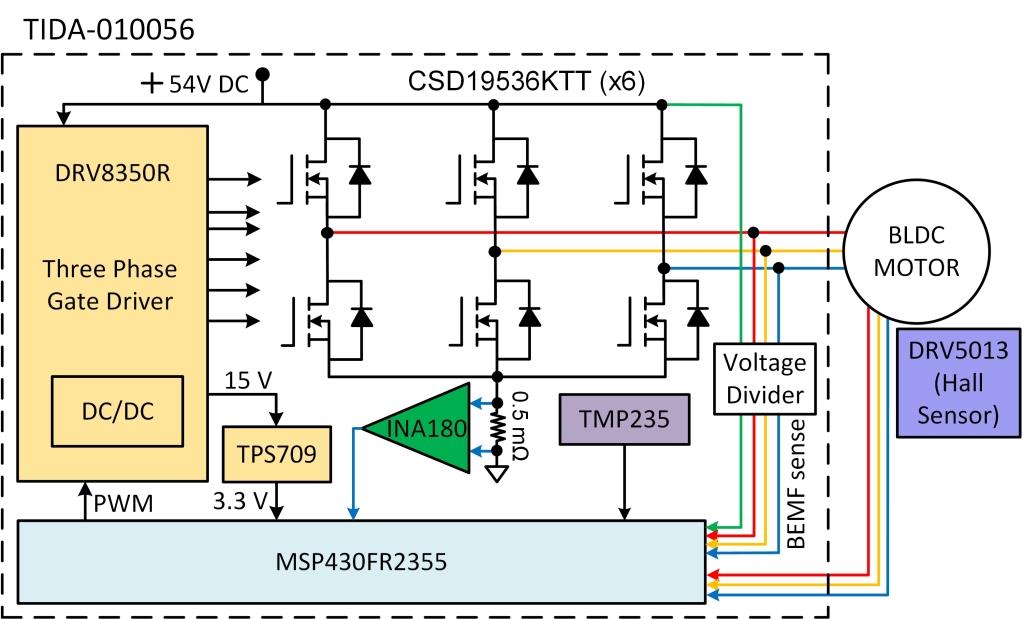 TIDA-010056
+ 54V DC
CSD19536KTT (x6)
DRV8350R
Three Phase
Gate Driver
DC/DC
BLDC
MOTOR
DRV5013
(Hall
Sensor)
Voltage
Divider
15 V
TPS709
INA180
0.5 mΩ
TMP235
BEMF sense
PWM
3.3 V
MSP430FR2355